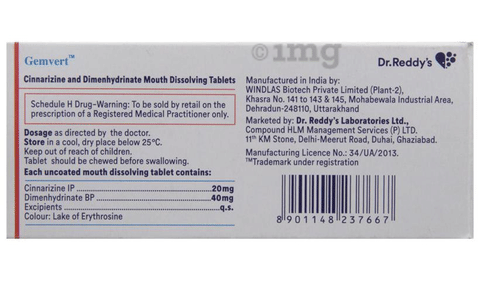 Gemvert™
1mg
Dr.Reddy's
Cinnarizine and Dimenhydrinate Mouth Dissolving Tablets
Schedule H Drug-Warning: To be sold by retail on the
prescription of a Registered Medical Practitioner only.
Dosage as directed by the doctor.
Store in a cool, dry place below 25°C.
Keep out of reach of children.
Tablet should be chewed before swallowing.
Each uncoated mouth dissolving tablet contains:
Cinnarizine IP 20mg
Dimenhydrinate BP 40mg
Excipients q.s.
Colour: Lake of Erythrosine
Manufactured in India by:
WINDLAS Biotech Private Limited (Plant-2),
Khasra No. 141 to 143 & 145, Mohabewala Industrial Area,
Dehradun-248110, Uttarakhand
Marketed by: Dr. Reddy's Laboratories Ltd.,
Compound HLM Management Services (P) LTD.
11th KM Stone, Delhi-Meerut Road, Duhai, Ghaziabad.
Manufacturing Licence No.: 34/UA/2013.
™Trademark under registration
8 901148 237667